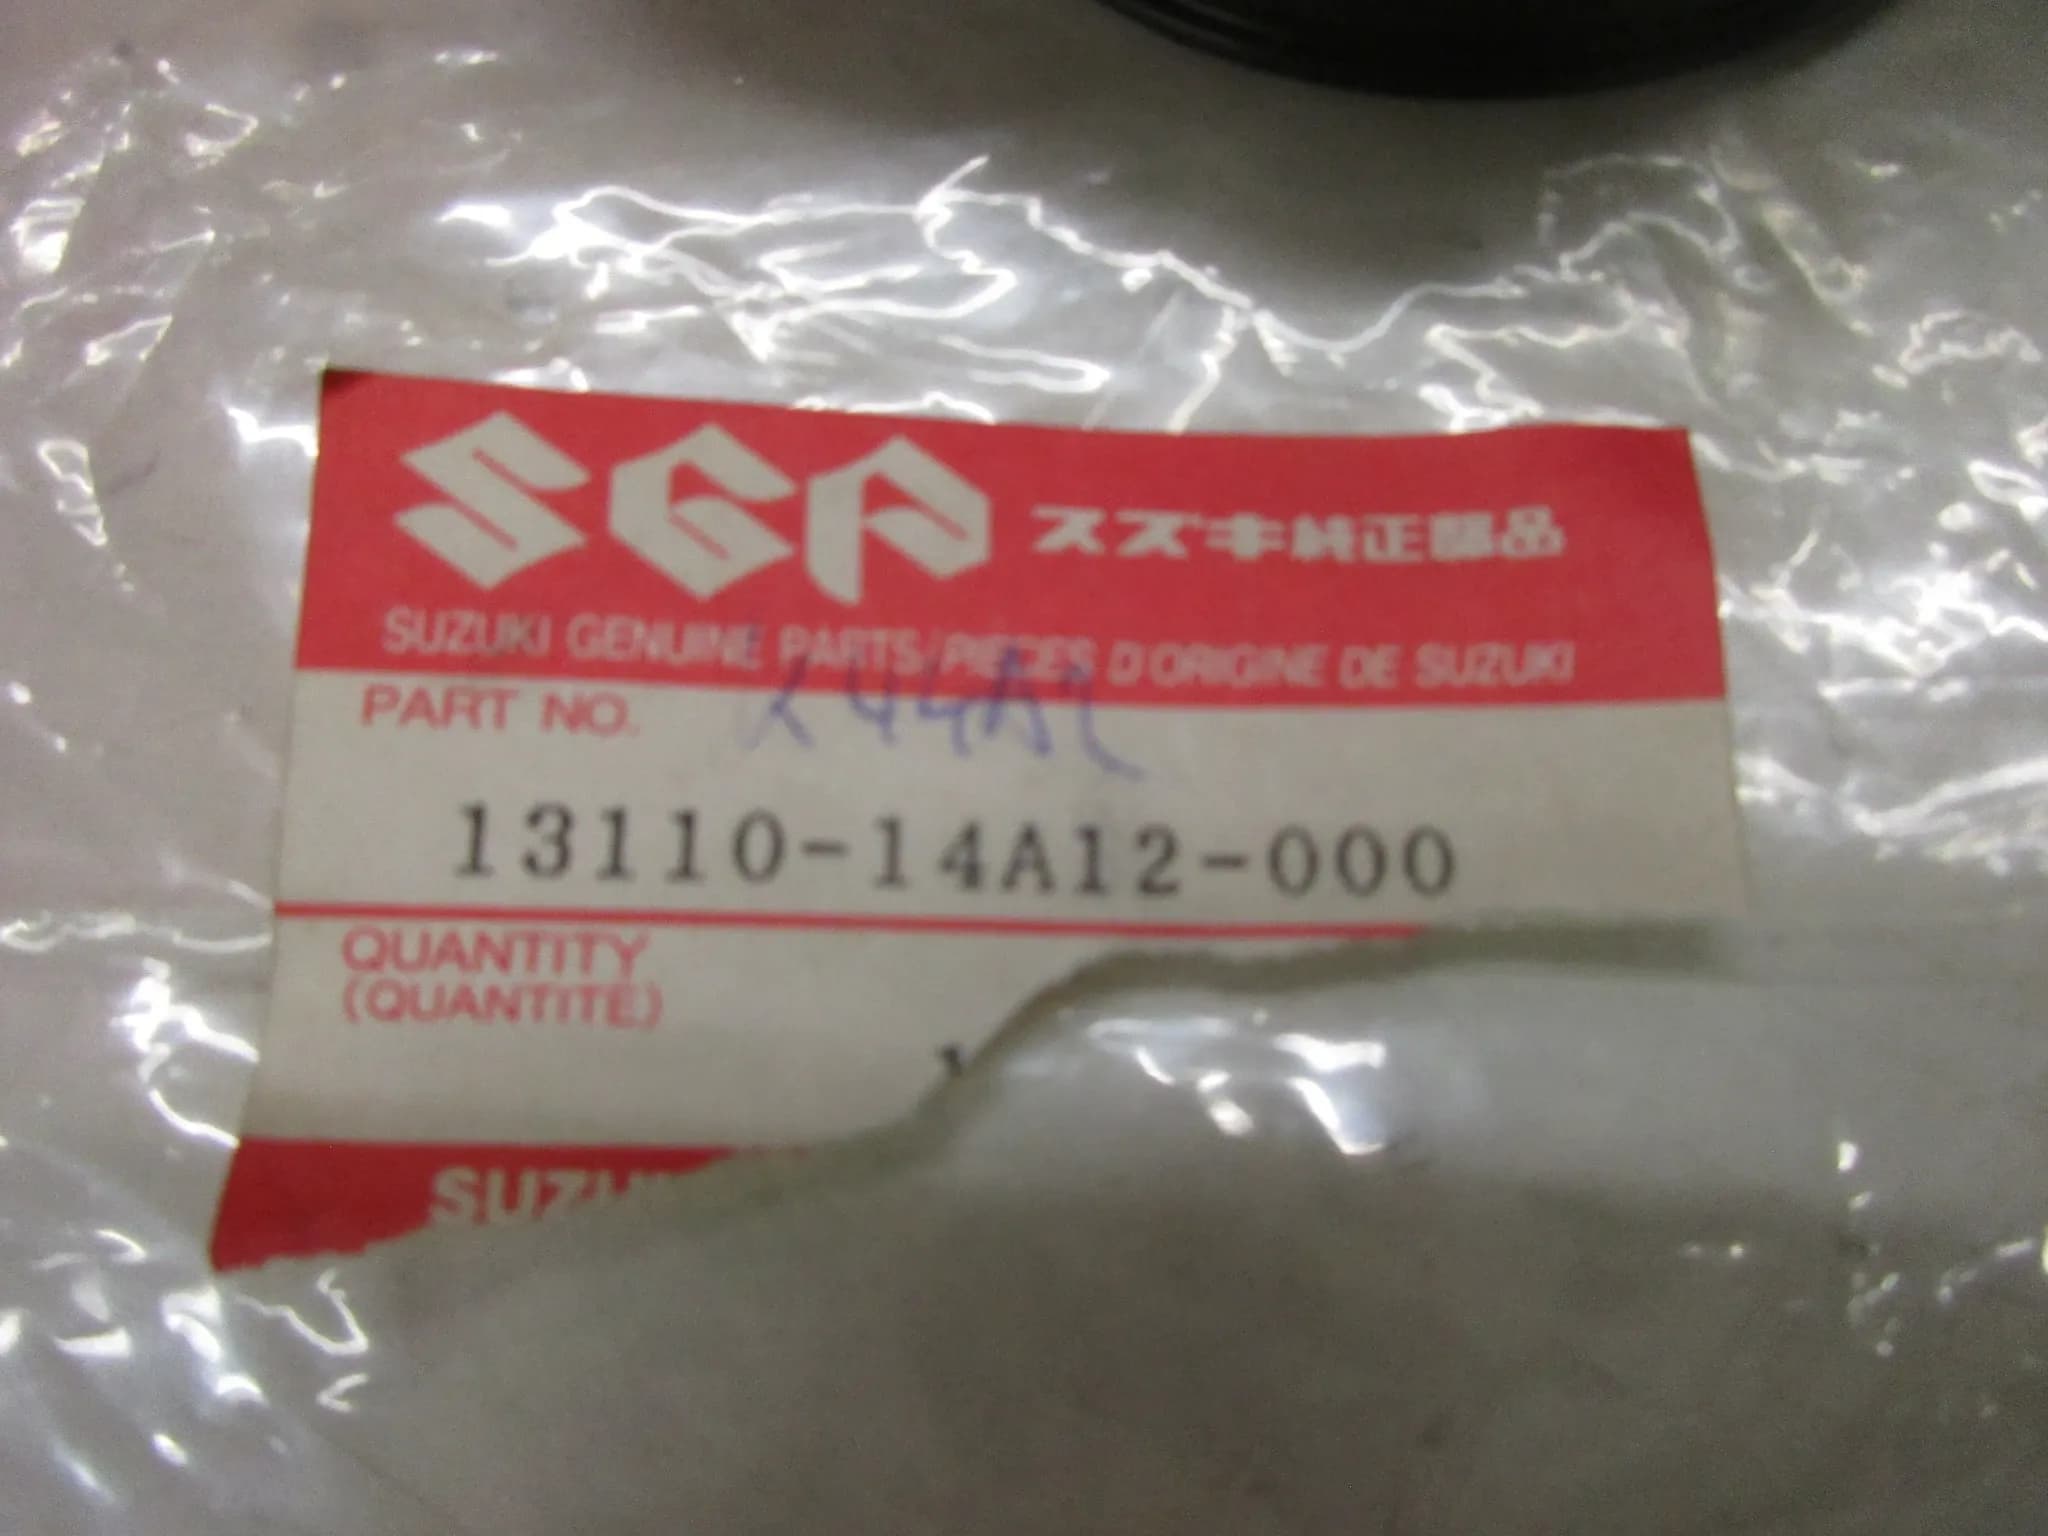 SGP スズキ純正部品
SUZUKI GENUINE PARTS/PIECES D'ORIGINE DE SUZUKI
PART NO.
13110-14A12-000
QUANTITY
(QUANTITÉ)